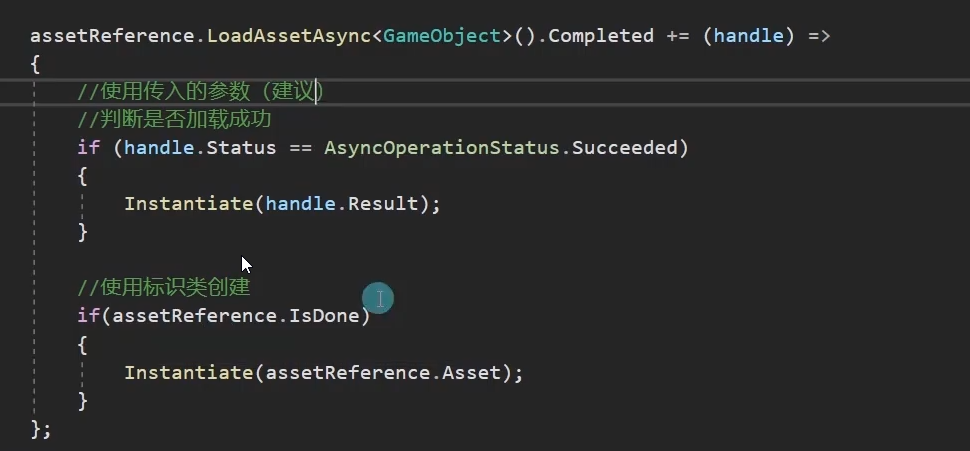 assetReference.LoadAssetAsync<GameObject>().Completed += (handle) =>
{
//使用传入的参数（建议）
//判断是否加载成功
if (handle.Status == AsyncOperationStatus.Succeeded)
{
Instantiate(handle.Result);
}
//使用标识类创建
if(assetReference.IsDone)
{
Instantiate(assetReference.Asset);
}
};